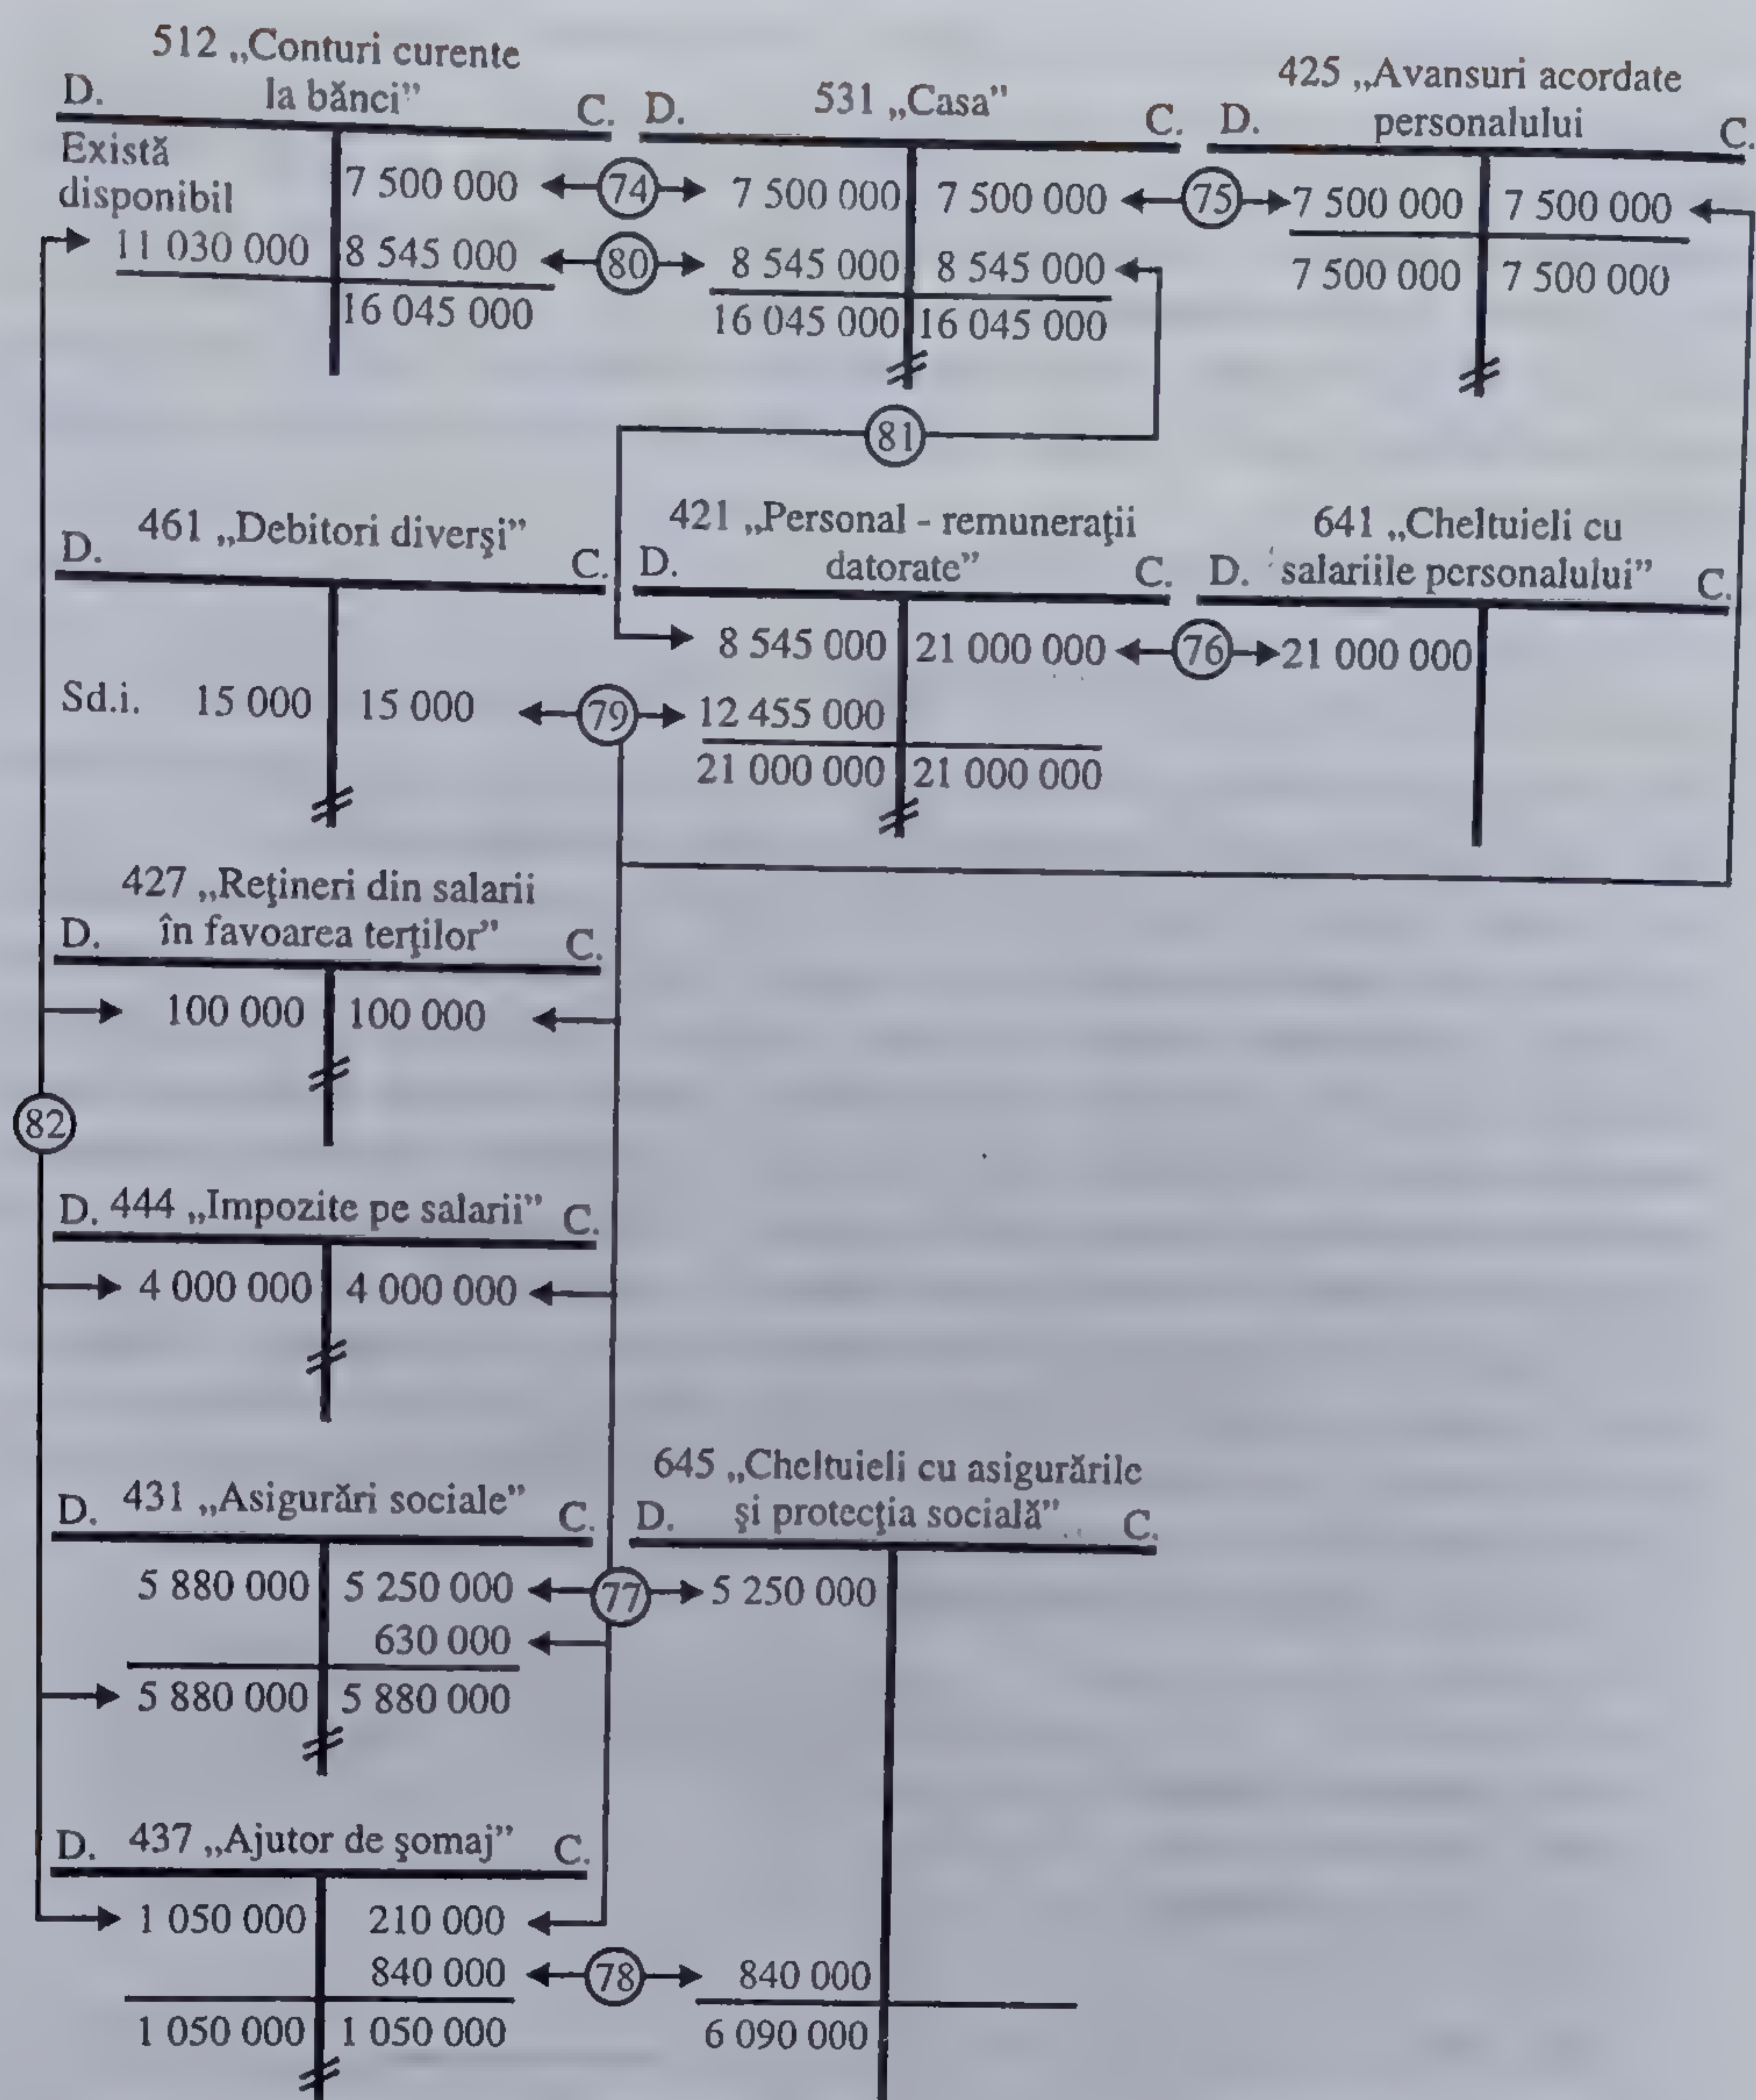 512 „Conturi curente
D. la bănci” C.
Există
disponibil 7 500 000
11 030 000 8 545 000
16 045 000
74
80
D. 531 „Casa” C.
7 500 000 7 500 000
8 545 000 8 545 000
16 045 000 16 045 000
75
425 „Avansuri acordate
D. personalului C.
7 500 000 7 500 000
7 500 000 7 500 000
81
D. 461 „Debitori diverşi” C.
Sd.i. 15 000 15 000
79
421 „Personal - remuneraţii
D. datorate” C.
8 545 000 21 000 000
12 455 000
21 000 000 21 000 000
76
641 „Cheltuieli cu
D. salariile personalului” C.
21 000 000
427 „Reţineri din salarii
D. în favoarea terţilor” C.
100 000 100 000
82
D. 444 „Impozite pe salarii” C.
4 000 000 4 000 000
D. 431 „Asigurări sociale” C.
5 880 000 5 250 000
630 000
5 880 000 5 880 000
77
645 „Cheltuieli cu asigurările
D. şi protecţia socială” C.
5 250 000
D. 437 „Ajutor de şomaj” C.
1 050 000 210 000
840 000 78 840 000
1 050 000 1 050 000 6 090 000